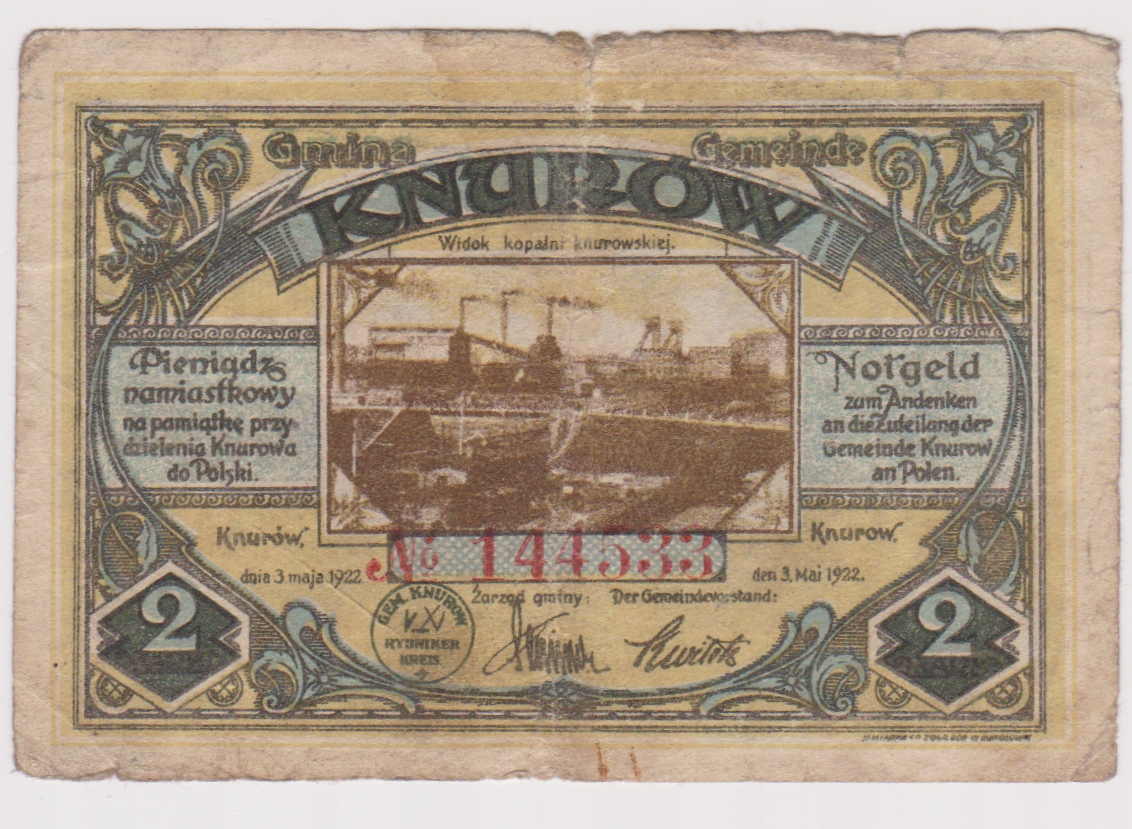 Gmina
Gemeinde
KNURÓW
Widok kopalni knurowskiej.
Pieniądz
namiastkowy
na pamiątkę przy-
dzielenia Knurowa
do Polski.
Notgeld
zum Andenken
an die Zuteilung der
Gemeinde Knurow
an Polen.
Knurów,
dnia 3 maja 1922
Knurow.
den 3. Mai 1922.
№ 144533
Zarząd gminy: Der Gemeindevorstand:
GEM. KNUROW
RYBNIKER
KREIS
2
2